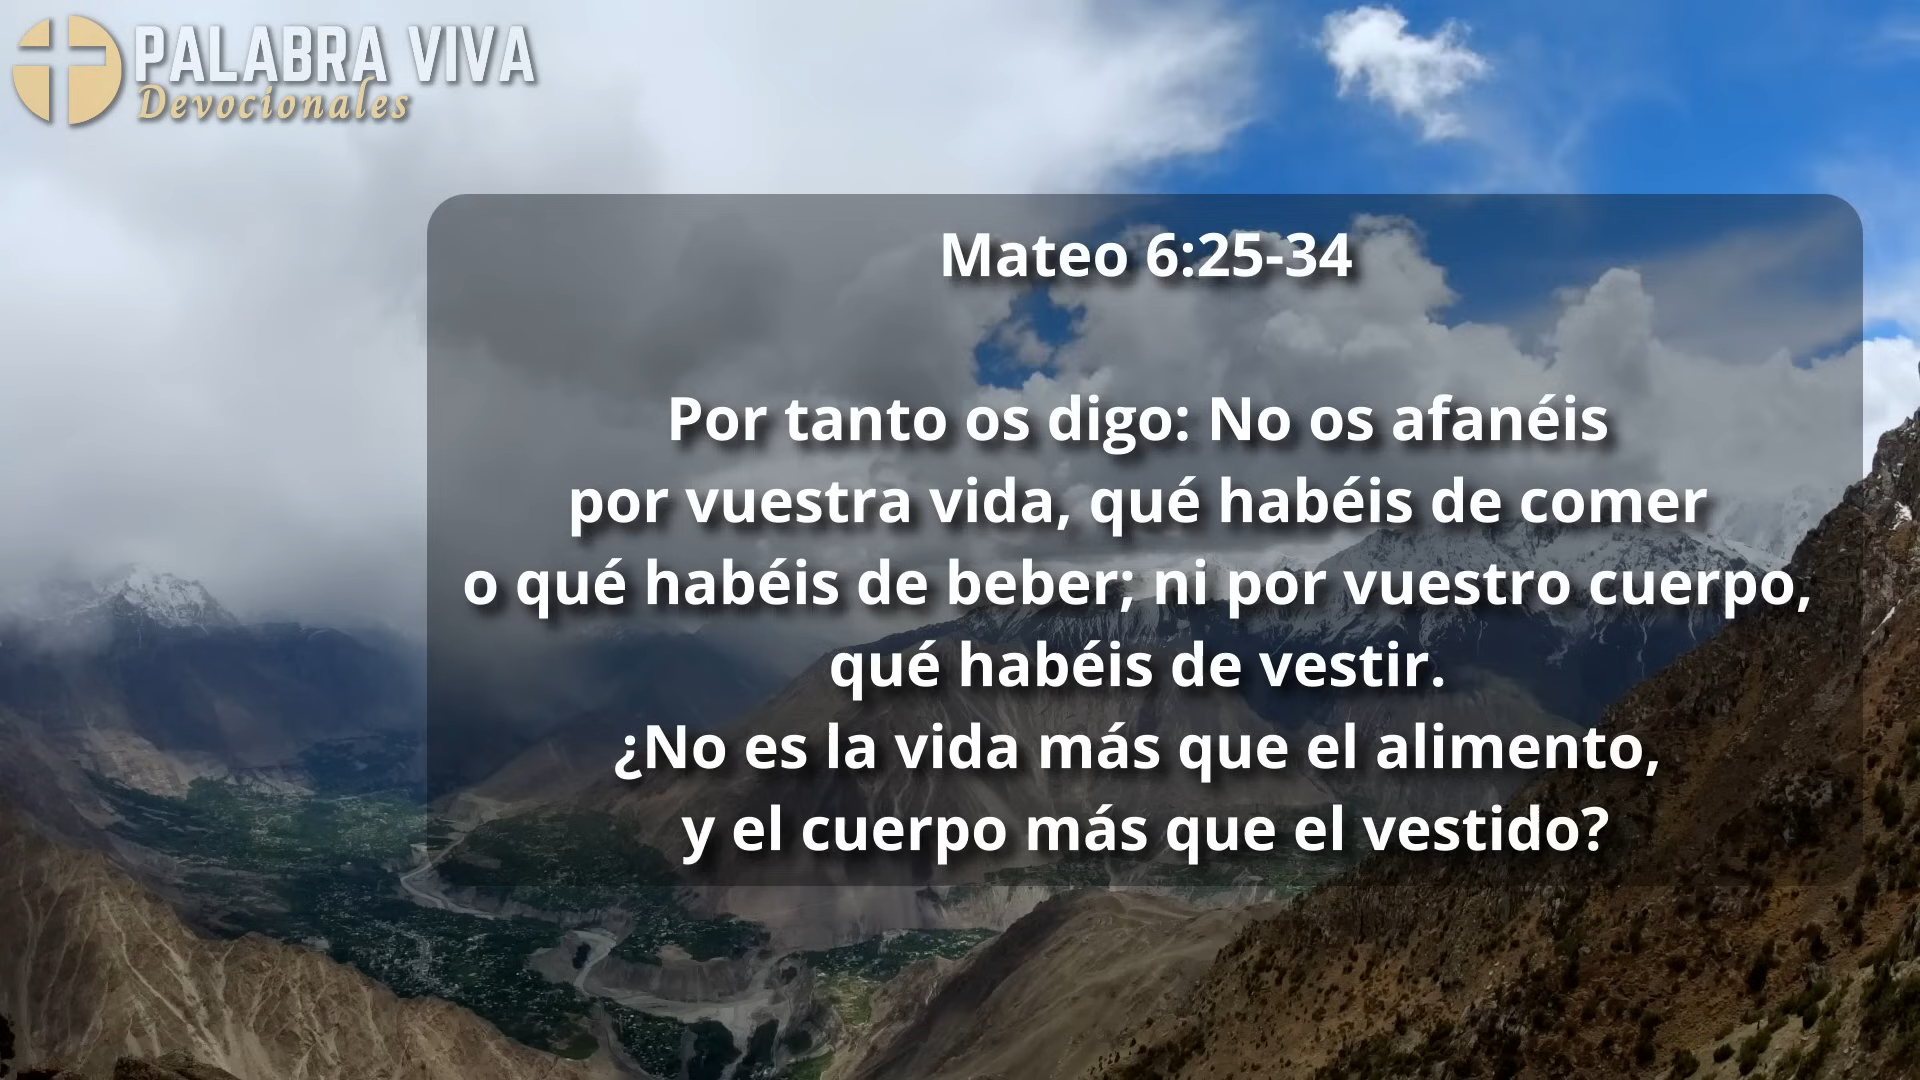 PALABRA VIVA
Devocionales
Mateo 6:25-34
Por tanto os digo: No os afanéis
por vuestra vida, qué habéis de comer
o qué habéis de beber; ni por vuestro cuerpo,
qué habéis de vestir.
¿No es la vida más que el alimento,
y el cuerpo más que el vestido?